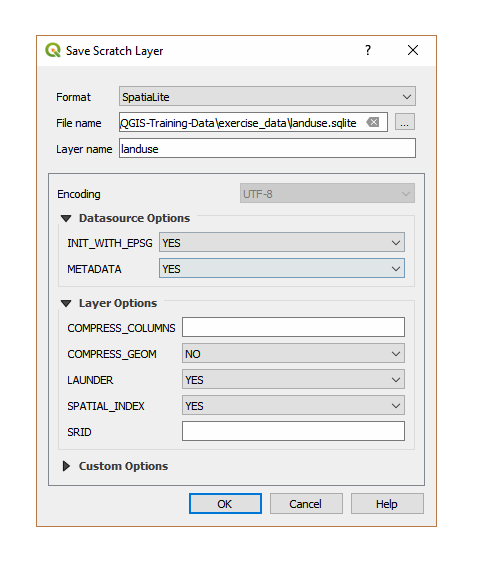 Save Scratch Layer ?
Format SpatiaLite
File name QGIS-Training-Data\exercise_data\landuse.sqlite ...
Layer name landuse
Encoding UTF-8
Datasource Options
INIT_WITH_EPSG YES
METADATA YES
Layer Options
COMPRESS_COLUMNS
COMPRESS_GEOM NO
LAUNDER YES
SPATIAL_INDEX YES
SRID
Custom Options
OK Cancel Help